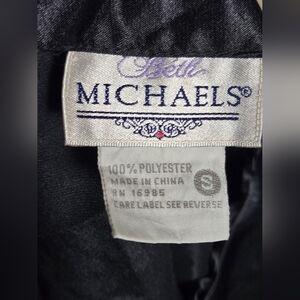 Beth
MICHAELS®
100% POLYESTER
MADE IN CHINA
RN 16985
CARE LABEL SEE REVERSE
S